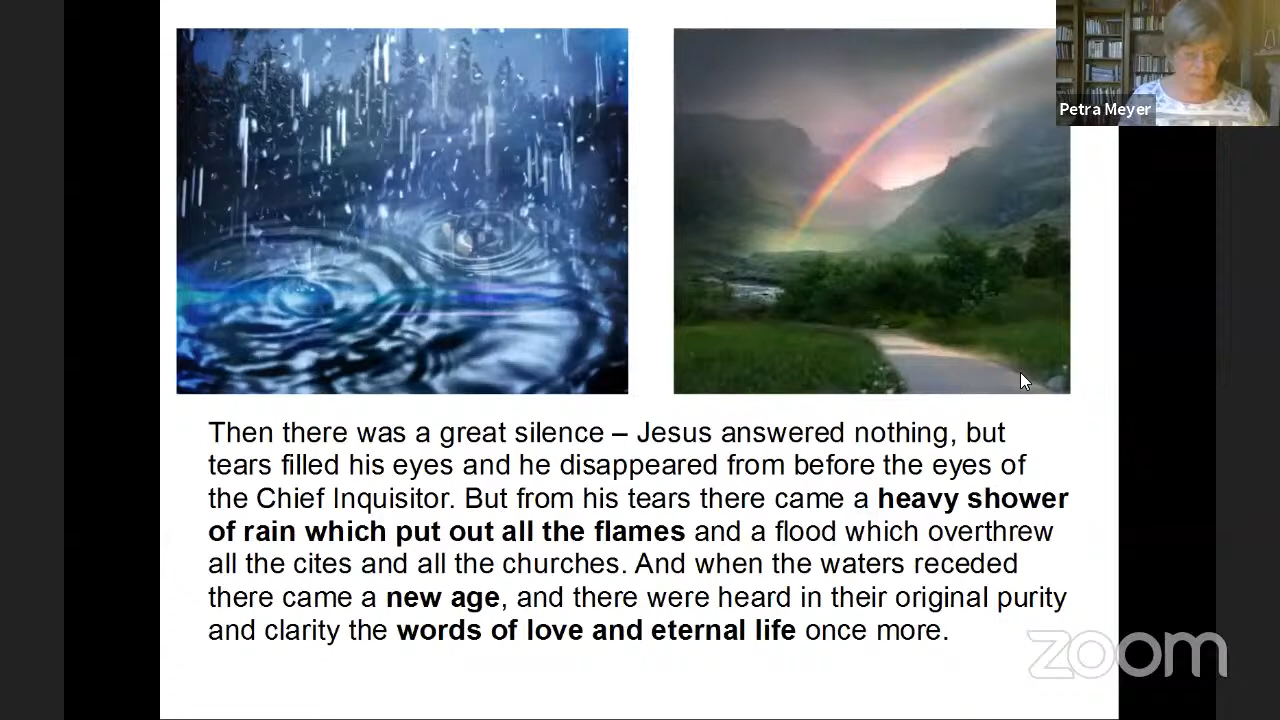 Petra Meyer
Then there was a great silence – Jesus answered nothing, but
tears filled his eyes and he disappeared from before the eyes of
the Chief Inquisitor. But from his tears there came a heavy shower
of rain which put out all the flames and a flood which overthrew
all the cites and all the churches. And when the waters receded
there came a new age, and there were heard in their original purity
and clarity the words of love and eternal life once more.
zoom